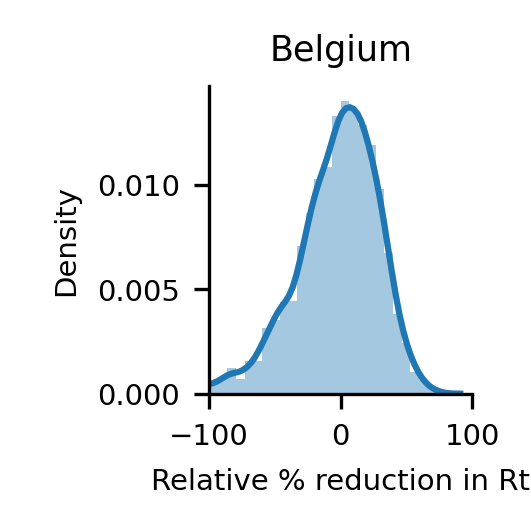 Belgium
Density
0.010
0.005
0.000
−100 0 100
Relative % reduction in Rt